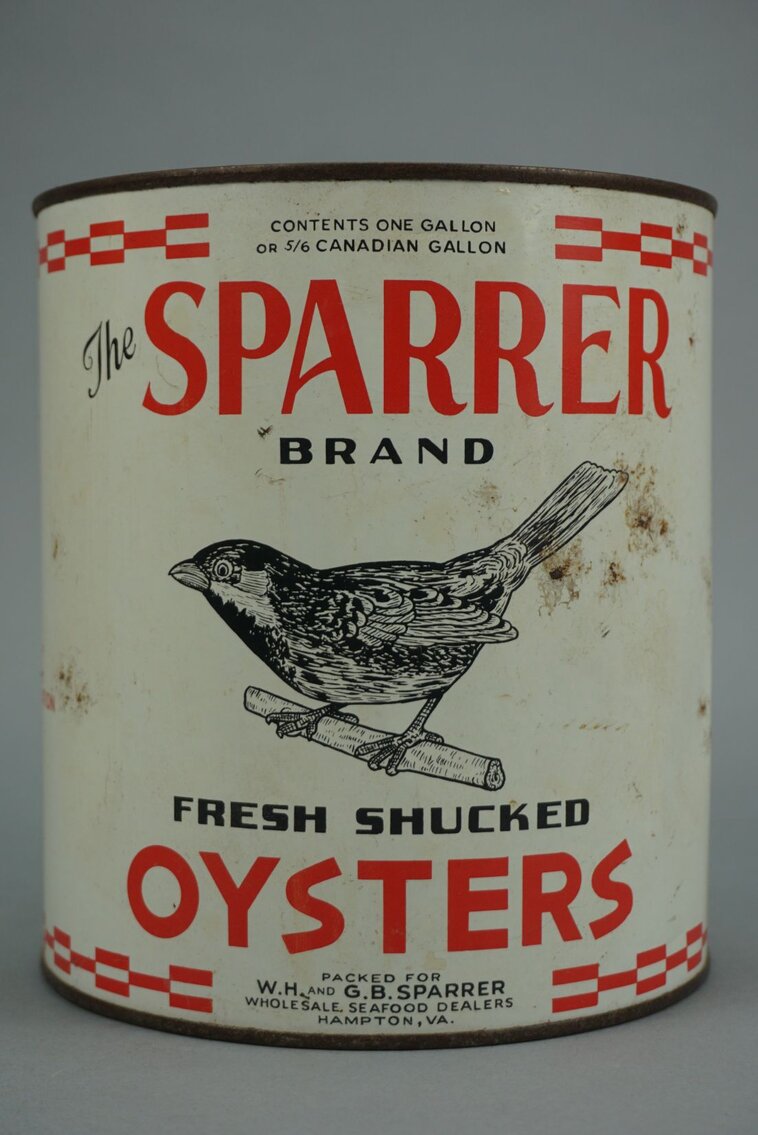 CONTENTS ONE GALLON
OR 5/6 CANADIAN GALLON
The SPARRER
BRAND
FRESH SHUCKED
OYSTERS
PACKED FOR
W.H. AND G.B. SPARRER
WHOLESALE SEAFOOD DEALERS
HAMPTON, VA.